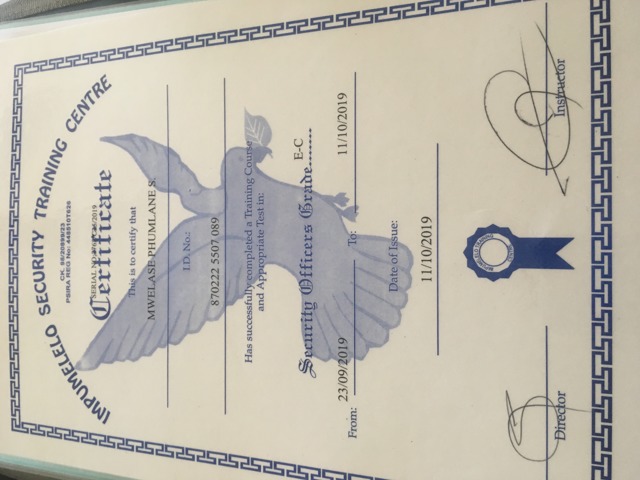 IMPUMELELO SECURITY TRAINING CENTRE
PSIRA REG No:
SERIAL
Certificate
This is to certify that
MWELASE PHUMLANE S.
I.D. No.:
870222 5507 089
Has successfully completed a Training Course
and Appropriate Test in:
Security Officers Grade........ E-C
From: 23/09/2019 To: 11/10/2019
Date of Issue:
11/10/2019
Director Instructor